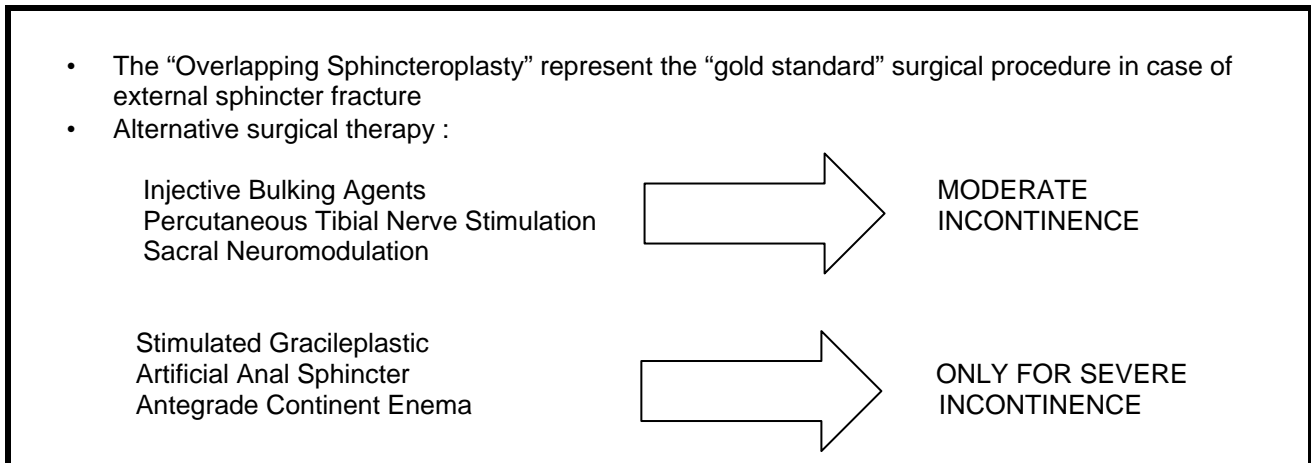 • The “Overlapping Sphincteroplasty” represent the “gold standard” surgical procedure in case of
external sphincter fracture
• Alternative surgical therapy :
Injective Bulking Agents
Percutaneous Tibial Nerve Stimulation
Sacral Neuromodulation
MODERATE
INCONTINENCE
Stimulated Gracileplastic
Artificial Anal Sphincter
Antegrade Continent Enema
ONLY FOR SEVERE
INCONTINENCE